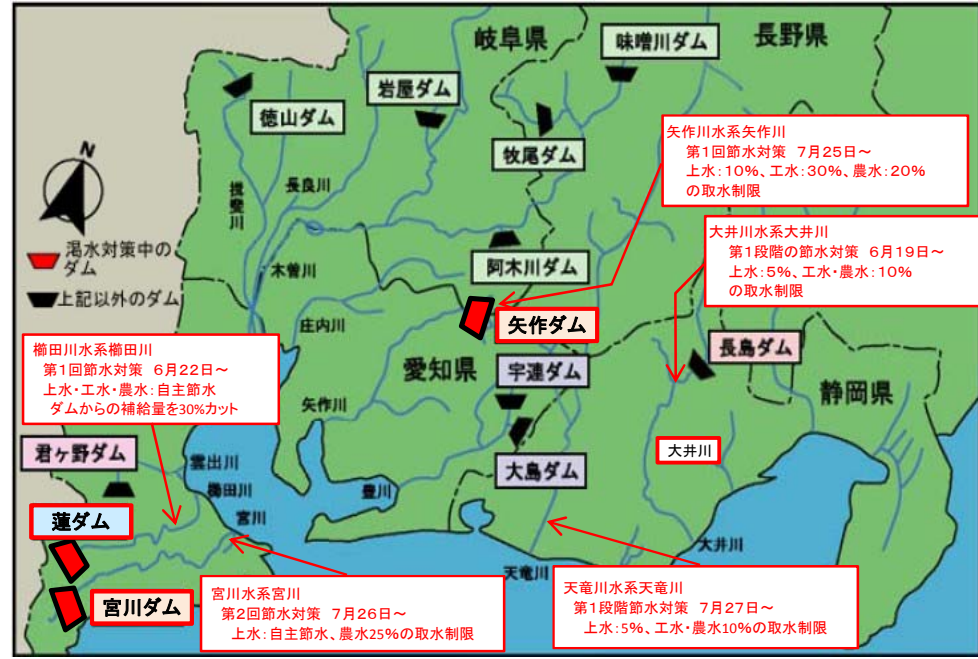 岐阜県
味噌川ダム
長野県
岩屋ダム
徳山ダム
牧尾ダム
矢作川水系矢作川
第1回節水対策 7月25日~
上水:10%、工水:30%、農水:20%
の取水制限
N
長良川
揖斐川
大井川水系大井川
第1段階の節水対策 6月19日~
上水:5%、工水・農水:10%
の取水制限
渇水対策中の
ダム
上記以外のダム
木曽川
阿木川ダム
庄内川
矢作ダム
櫛田川水系櫛田川
第1回節水対策 6月22日~
上水・工水・農水:自主節水
ダムからの補給量を30%カット
愛知県
宇連ダム
長島ダム
静岡県
矢作川
君ヶ野ダム
雲出川
大島ダム
大井川
櫛田川
豊川
宮川
蓮ダム
大井川
天竜川
宮川ダム
宮川水系宮川
第2回節水対策 7月26日~
上水:自主節水、農水25%の取水制限
天竜川水系天竜川
第1段階節水対策 7月27日~
上水:5%、工水・農水10%の取水制限